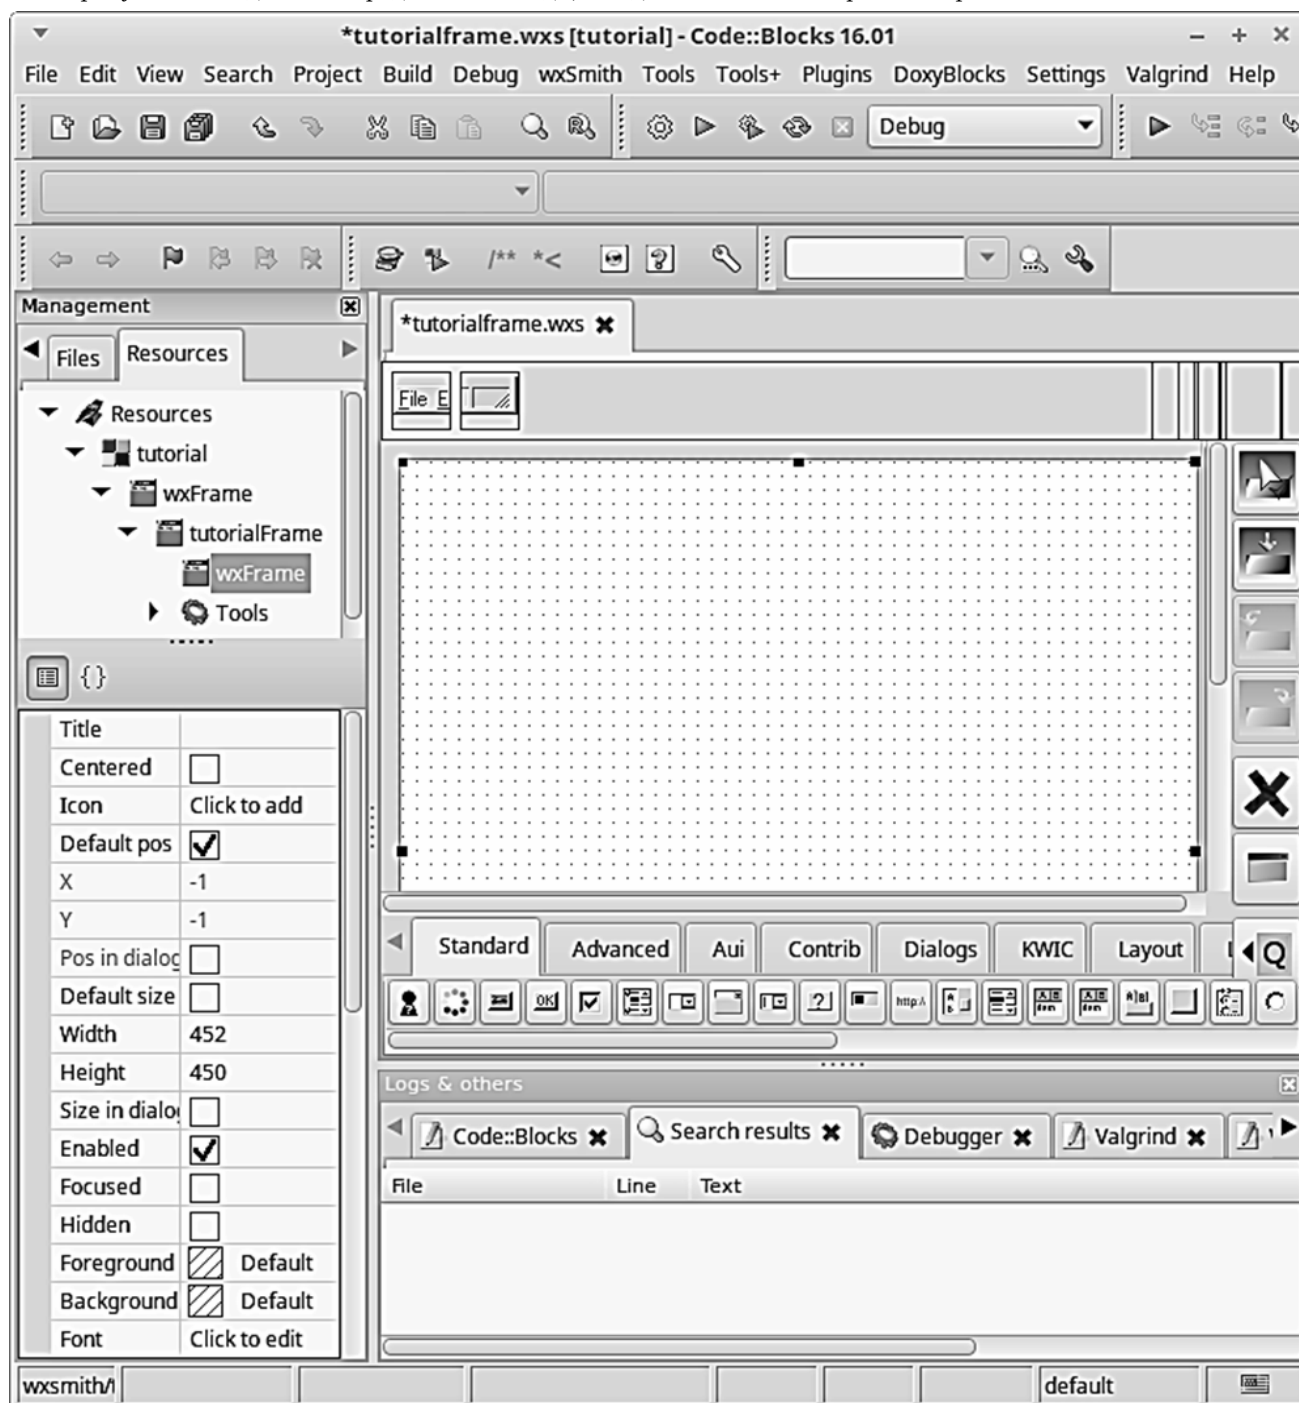 *tutorialframe.wxs [tutorial] - Code::Blocks 16.01
File Edit View Search Project Build Debug wxSmith Tools Tools+ Plugins DoxyBlocks Settings Valgrind Help
Debug
/** *<
Management
Files Resources
*tutorialframe.wxs
File E
Resources
tutorial
wxFrame
tutorialFrame
wxFrame
Tools
{}
Title
Centered
Icon Click to add
Default pos
X -1
Y -1
Pos in dialog
Default size
Width 452
Height 450
Size in dialog
Enabled
Focused
Hidden
Foreground Default
Background Default
Font Click to edit
Standard Advanced Aui Contrib Dialogs KWIC Layout
Q
OK http:/
Logs & others
Code::Blocks Search results Debugger Valgrind
File Line Text
wxsmith/ default